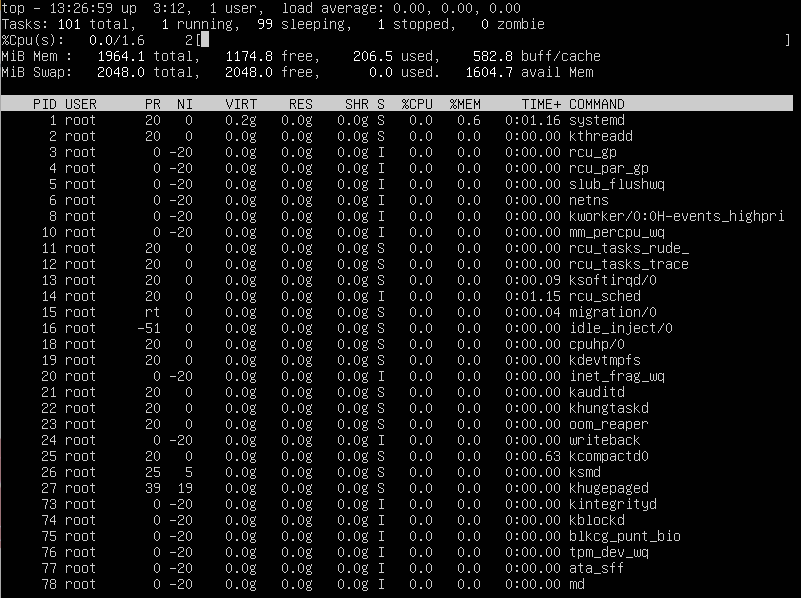 top - 13:26:59 up  3:12,  1 user,  load average: 0.00, 0.00, 0.00
Tasks: 101 total,   1 running,  99 sleeping,   1 stopped,   0 zombie
%Cpu(s):   0.0/1.6     2[                                                                          ]
MiB Mem :   1964.1 total,   1174.8 free,    206.5 used,    582.8 buff/cache
MiB Swap:   2048.0 total,   2048.0 free,      0.0 used.   1604.7 avail Mem
    PID USER      PR  NI    VIRT    RES    SHR S  %CPU  %MEM     TIME+ COMMAND
      1 root      20   0    0.2g   0.0g   0.0g S   0.0   0.6   0:01.16 systemd
      2 root      20   0    0.0g   0.0g   0.0g S   0.0   0.0   0:00.00 kthreadd
      3 root       0 -20    0.0g   0.0g   0.0g I   0.0   0.0   0:00.00 rcu_gp
      4 root       0 -20    0.0g   0.0g   0.0g I   0.0   0.0   0:00.00 rcu_par_gp
      5 root       0 -20    0.0g   0.0g   0.0g I   0.0   0.0   0:00.00 slub_flushwq
      6 root       0 -20    0.0g   0.0g   0.0g I   0.0   0.0   0:00.00 netns
      8 root       0 -20    0.0g   0.0g   0.0g I   0.0   0.0   0:00.00 kworker/0:0H-events_highpri
     10 root       0 -20    0.0g   0.0g   0.0g I   0.0   0.0   0:00.00 mm_percpu_wq
     11 root      20   0    0.0g   0.0g   0.0g S   0.0   0.0   0:00.00 rcu_tasks_rude_
     12 root      20   0    0.0g   0.0g   0.0g S   0.0   0.0   0:00.00 rcu_tasks_trace
     13 root      20   0    0.0g   0.0g   0.0g S   0.0   0.0   0:00.09 ksoftirqd/0
     14 root      20   0    0.0g   0.0g   0.0g I   0.0   0.0   0:01.15 rcu_sched
     15 root      rt   0    0.0g   0.0g   0.0g S   0.0   0.0   0:00.04 migration/0
     16 root     -51   0    0.0g   0.0g   0.0g S   0.0   0.0   0:00.00 idle_inject/0
     18 root      20   0    0.0g   0.0g   0.0g S   0.0   0.0   0:00.00 cpuhp/0
     19 root      20   0    0.0g   0.0g   0.0g S   0.0   0.0   0:00.00 kdevtmpfs
     20 root       0 -20    0.0g   0.0g   0.0g I   0.0   0.0   0:00.00 inet_frag_wq
     21 root      20   0    0.0g   0.0g   0.0g S   0.0   0.0   0:00.00 kauditd
     22 root      20   0    0.0g   0.0g   0.0g S   0.0   0.0   0:00.00 khungtaskd
     23 root      20   0    0.0g   0.0g   0.0g S   0.0   0.0   0:00.00 oom_reaper
     24 root       0 -20    0.0g   0.0g   0.0g I   0.0   0.0   0:00.00 writeback
     25 root      20   0    0.0g   0.0g   0.0g S   0.0   0.0   0:00.63 kcompactd0
     26 root      25   5    0.0g   0.0g   0.0g S   0.0   0.0   0:00.00 ksmd
     27 root      39  19    0.0g   0.0g   0.0g S   0.0   0.0   0:00.00 khugepaged
     73 root       0 -20    0.0g   0.0g   0.0g I   0.0   0.0   0:00.00 kintegrityd
     74 root       0 -20    0.0g   0.0g   0.0g I   0.0   0.0   0:00.00 kblockd
     75 root       0 -20    0.0g   0.0g   0.0g I   0.0   0.0   0:00.00 blkcg_punt_bio
     76 root       0 -20    0.0g   0.0g   0.0g I   0.0   0.0   0:00.00 tpm_dev_wq
     77 root       0 -20    0.0g   0.0g   0.0g I   0.0   0.0   0:00.00 ata_sff
     78 root       0 -20    0.0g   0.0g   0.0g I   0.0   0.0   0:00.00 md